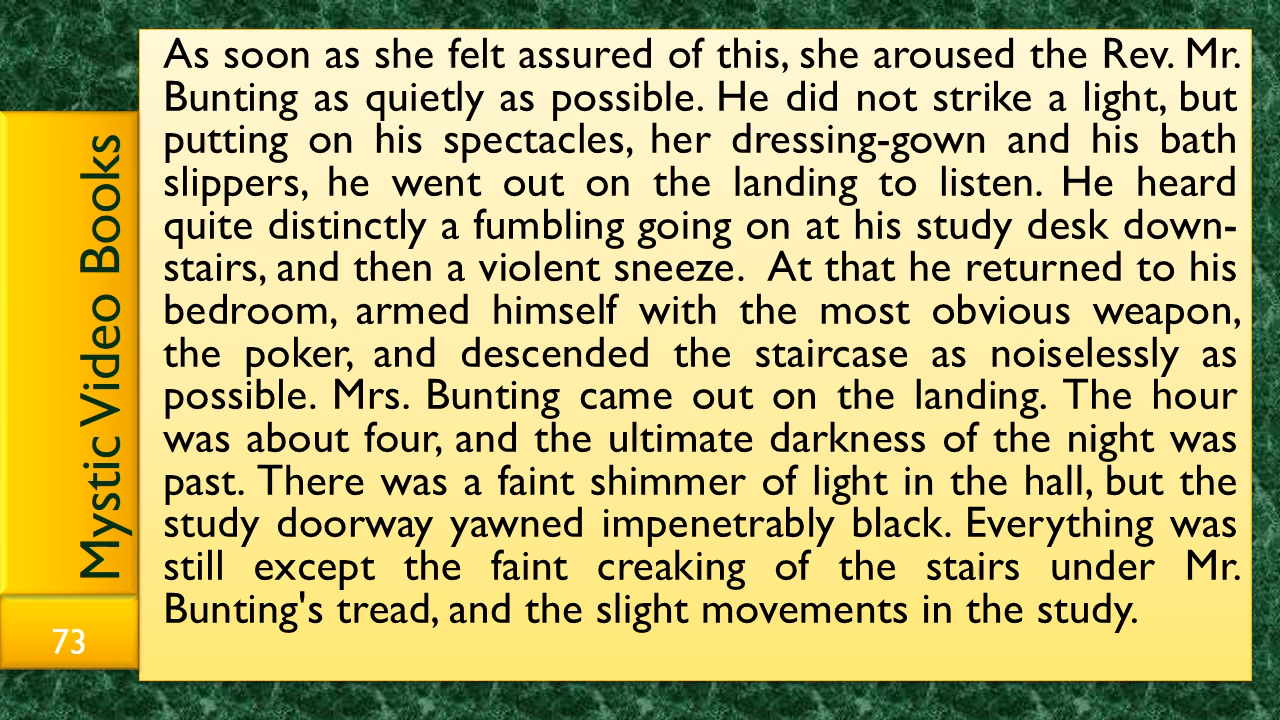 As soon as she felt assured of this, she aroused the Rev. Mr.
Bunting as quietly as possible. He did not strike a light, but
putting on his spectacles, her dressing-gown and his bath
slippers, he went out on the landing to listen. He heard
quite distinctly a fumbling going on at his study desk down-
stairs, and then a violent sneeze.  At that he returned to his
bedroom, armed himself with the most obvious weapon,
the poker, and descended the staircase as noiselessly as
possible. Mrs. Bunting came out on the landing. The hour
was about four, and the ultimate darkness of the night was
past. There was a faint shimmer of light in the hall, but the
study doorway yawned impenetrably black. Everything was
still except the faint creaking of the stairs under Mr.
Bunting's tread, and the slight movements in the study.
Mystic Video Books
73